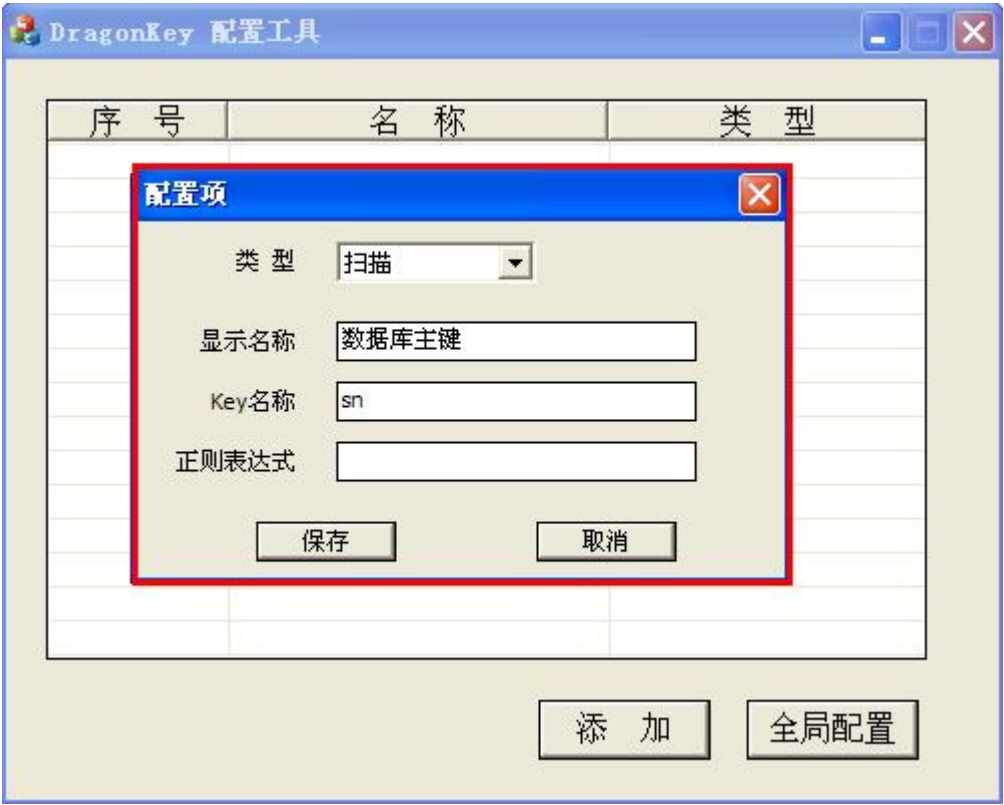 DragonKey 配置工具
序 号 名 称 类 型
配置项
类 型 扫描
显示名称 数据库主键
Key名称 sn
正则表达式
保存 取消
添 加 全局配置